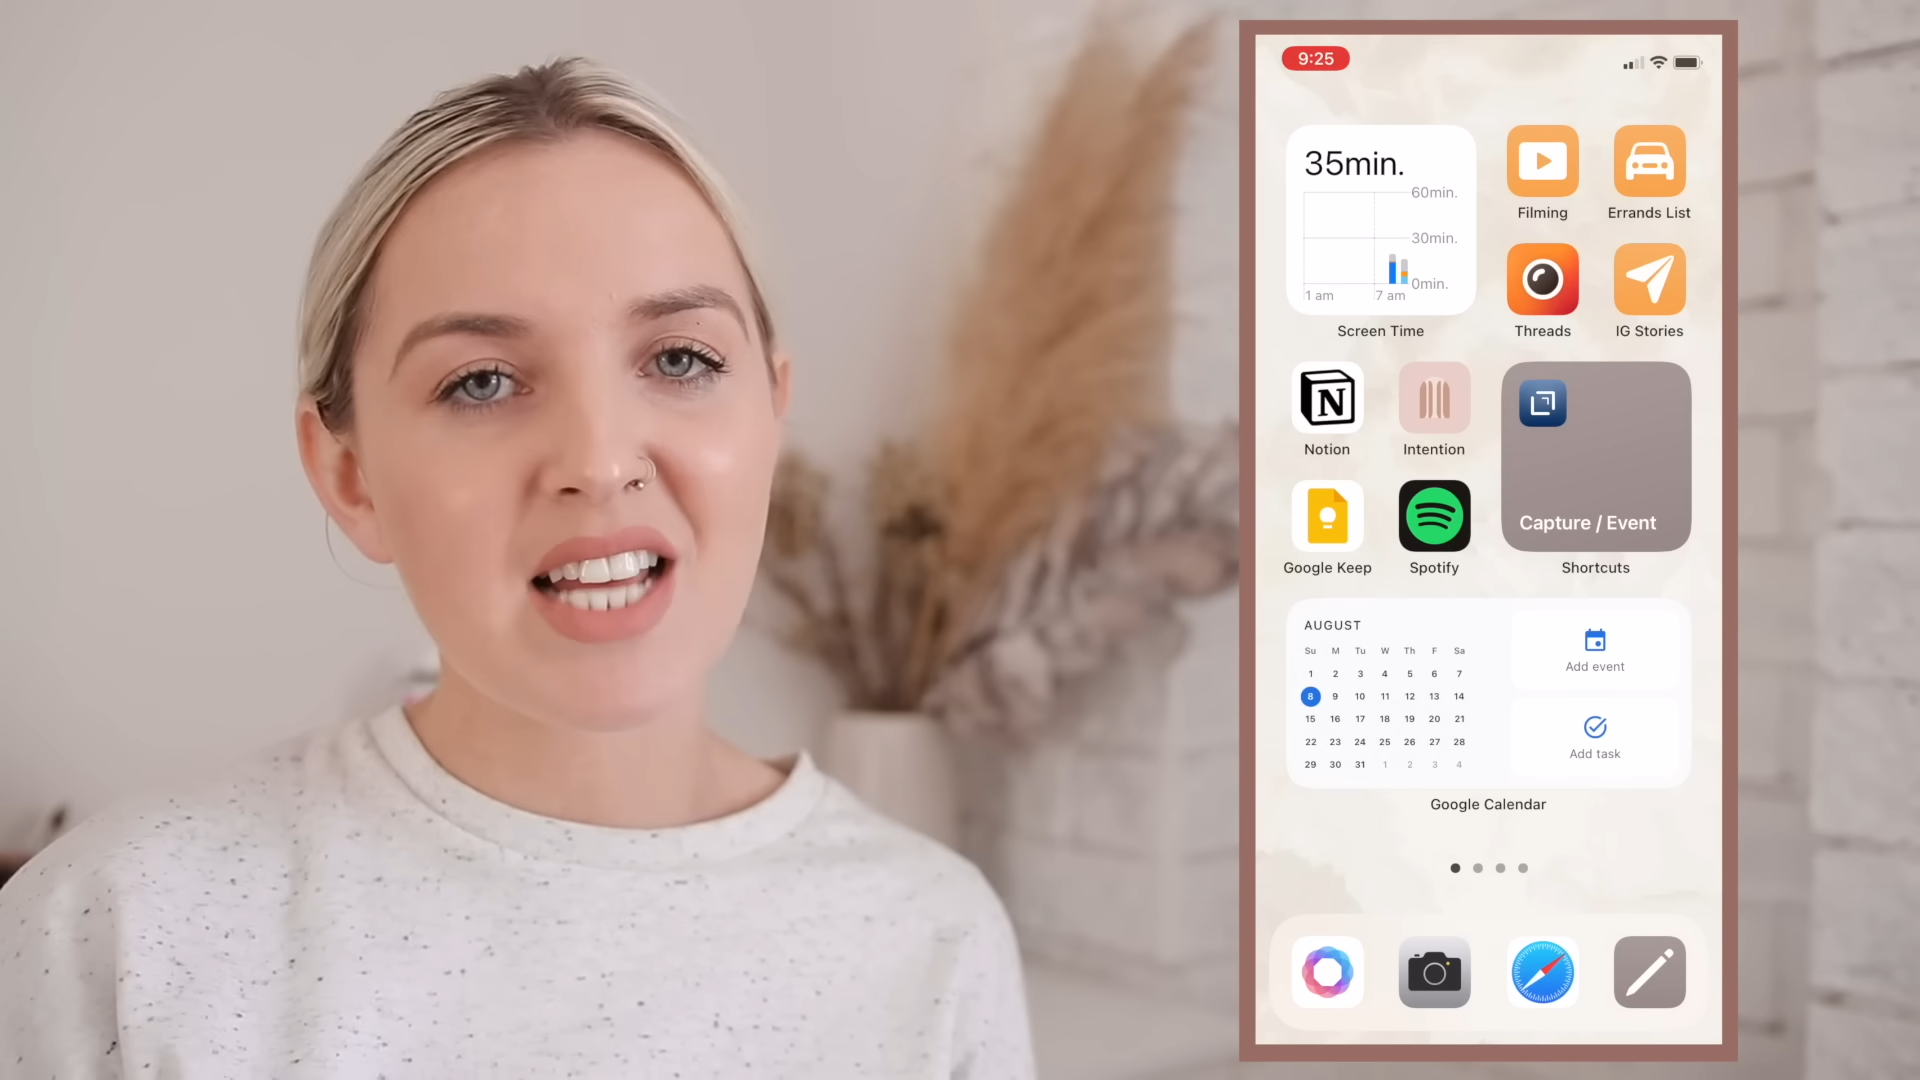 9:25
35min.
60min.
30min.
0min.
1 am 7 am
Screen Time
Filming Errands List
Threads IG Stories
N
Notion Intention
Capture / Event
Google Keep Spotify Shortcuts
AUGUST
Su M Tu W Th F Sa
1 2 3 4 5 6 7
8 9 10 11 12 13 14
15 16 17 18 19 20 21
22 23 24 25 26 27 28
29 30 31 1 2 3 4
Add event
Add task
Google Calendar